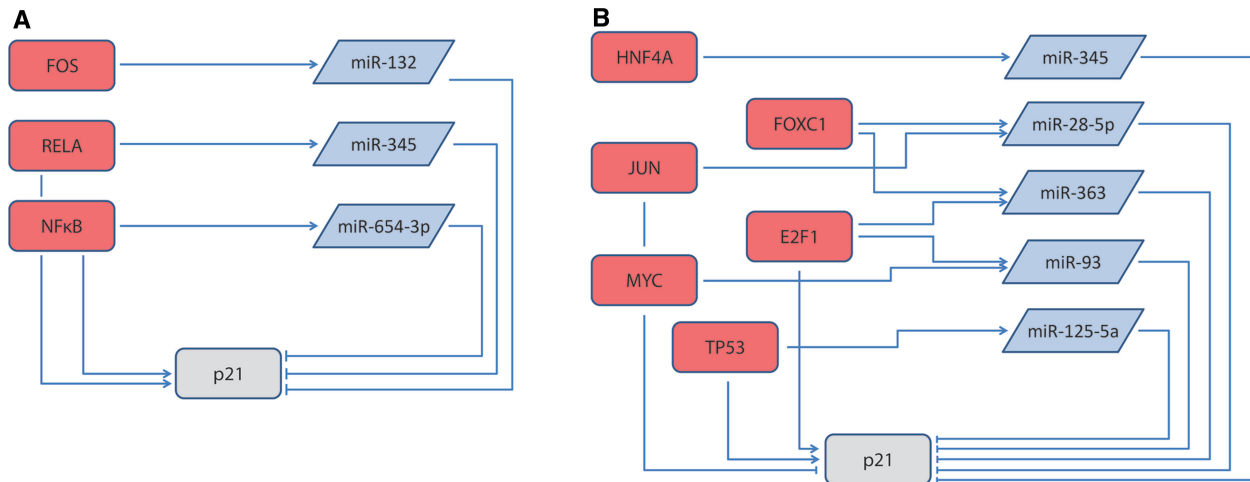 A
FOS
miR-132
RELA
miR-345
NFκB
miR-654-3p
p21
B
HNF4A
miR-345
FOXC1
miR-28-5p
JUN
miR-363
E2F1
miR-93
MYC
miR-125-5a
TP53
p21